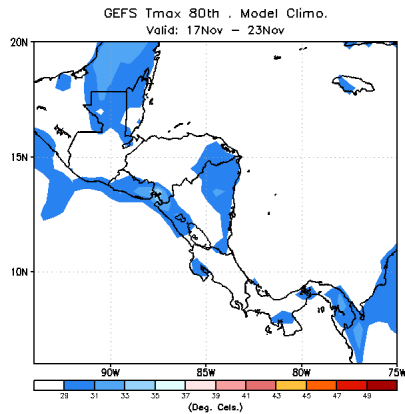 GEFS Tmax 80th . Model Climo.
Valid: 17Nov – 23Nov
20N
15N
10N
90W 85W 80W 75W
29 31 33 35 37 39 41 43 45 47 49
(Deg. Cels.)